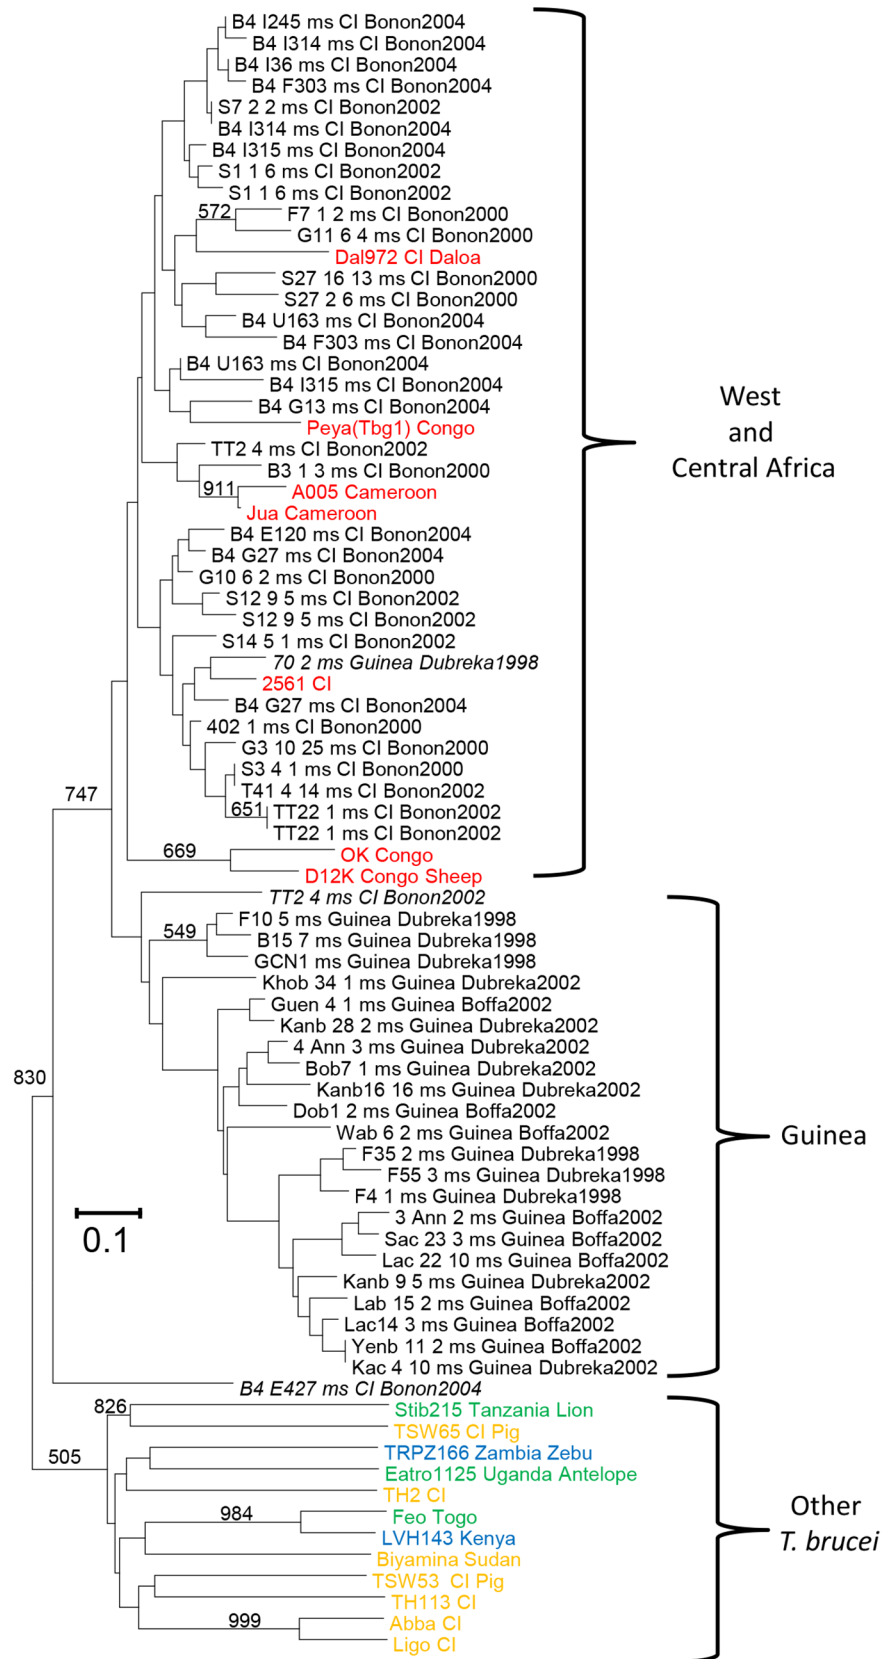 B4 I245 ms CI Bonon2004
B4 I314 ms CI Bonon2004
B4 I36 ms CI Bonon2004
B4 F303 ms CI Bonon2004
S7 2 2 ms CI Bonon2002
B4 I314 ms CI Bonon2004
B4 I315 ms CI Bonon2004
S1 1 6 ms CI Bonon2002
S1 1 6 ms CI Bonon2002
572
F7 1 2 ms CI Bonon2000
G11 6 4 ms CI Bonon2000
Dal972 CI Daloa
S27 16 13 ms CI Bonon2000
S27 2 6 ms CI Bonon2000
B4 U163 ms CI Bonon2004
B4 F303 ms CI Bonon2004
B4 U163 ms CI Bonon2004
B4 I315 ms CI Bonon2004
B4 G13 ms CI Bonon2004
Peya(Tbg1) Congo
TT2 4 ms CI Bonon2002
B3 1 3 ms CI Bonon2000
911
A005 Cameroon
Jua Cameroon
B4 E120 ms CI Bonon2004
B4 G27 ms CI Bonon2004
G10 6 2 ms CI Bonon2000
S12 9 5 ms CI Bonon2002
S12 9 5 ms CI Bonon2002
S14 5 1 ms CI Bonon2002
70 2 ms Guinea Dubreka1998
2561 CI
B4 G27 ms CI Bonon2004
402 1 ms CI Bonon2000
G3 10 25 ms CI Bonon2000
S3 4 1 ms CI Bonon2000
T41 4 14 ms CI Bonon2002
651
TT22 1 ms CI Bonon2002
TT22 1 ms CI Bonon2002
747
669
OK Congo
D12K Congo Sheep
West
and
Central Africa
TT2 4 ms CI Bonon2002
F10 5 ms Guinea Dubreka1998
549
B15 7 ms Guinea Dubreka1998
GCN1 ms Guinea Dubreka1998
Khob 34 1 ms Guinea Dubreka2002
Guen 4 1 ms Guinea Boffa2002
Kanb 28 2 ms Guinea Dubreka2002
4 Ann 3 ms Guinea Dubreka2002
Bob7 1 ms Guinea Dubreka2002
Kanb16 16 ms Guinea Dubreka2002
Dob1 2 ms Guinea Boffa2002
830
Wab 6 2 ms Guinea Boffa2002
F35 2 ms Guinea Dubreka1998
F55 3 ms Guinea Dubreka1998
F4 1 ms Guinea Dubreka1998
3 Ann 2 ms Guinea Boffa2002
Sac 23 3 ms Guinea Boffa2002
Lac 22 10 ms Guinea Boffa2002
Kanb 9 5 ms Guinea Dubreka2002
Lab 15 2 ms Guinea Boffa2002
Lac14 3 ms Guinea Boffa2002
Yenb 11 2 ms Guinea Boffa2002
Kac 4 10 ms Guinea Dubreka2002
Guinea
0.1
B4 E427 ms CI Bonon2004
826
Stib215 Tanzania Lion
TSW65 CI Pig
505
TRPZ166 Zambia Zebu
Eatro1125 Uganda Antelope
TH2 CI
984
Feo Togo
LVH143 Kenya
Biyamina Sudan
TSW53 CI Pig
TH113 CI
999
Abba CI
Ligo CI
Other
T. brucei